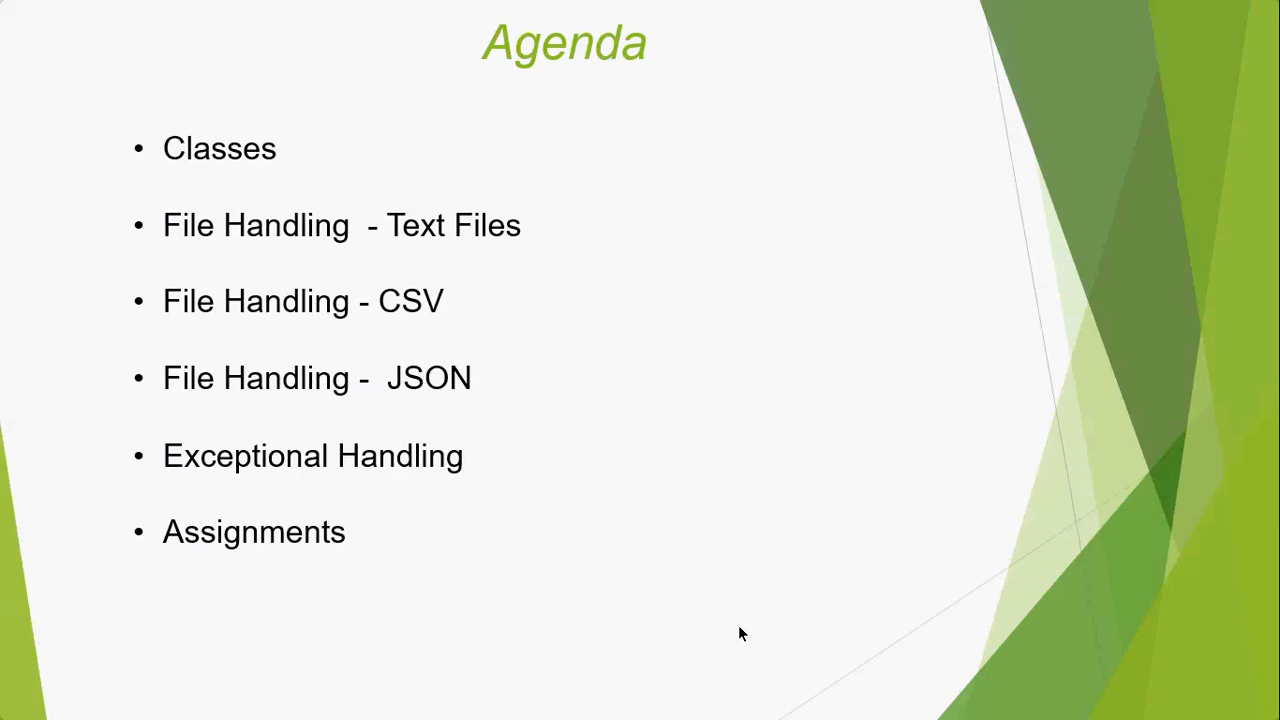 Agenda
• Classes
• File Handling  - Text Files
• File Handling - CSV
• File Handling -  JSON
• Exceptional Handling
• Assignments